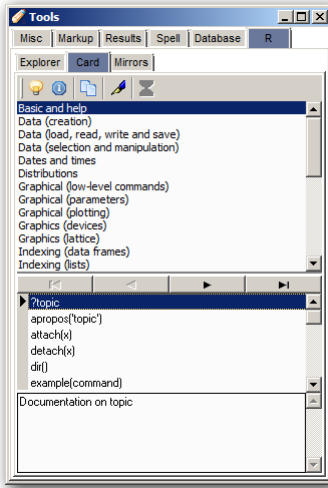 Tools
Misc Markup Results Spell Database R
Explorer Card Mirrors
Basic and help
Data (creation)
Data (load, read, write and save)
Data (selection and manipulation)
Dates and times
Distributions
Graphical (low-level commands)
Graphical (parameters)
Graphical (plotting)
Graphics (devices)
Graphics (lattice)
Indexing (data frames)
Indexing (lists)
?topic
apropos('topic')
attach(x)
detach(x)
dir()
example(command)
Documentation on topic